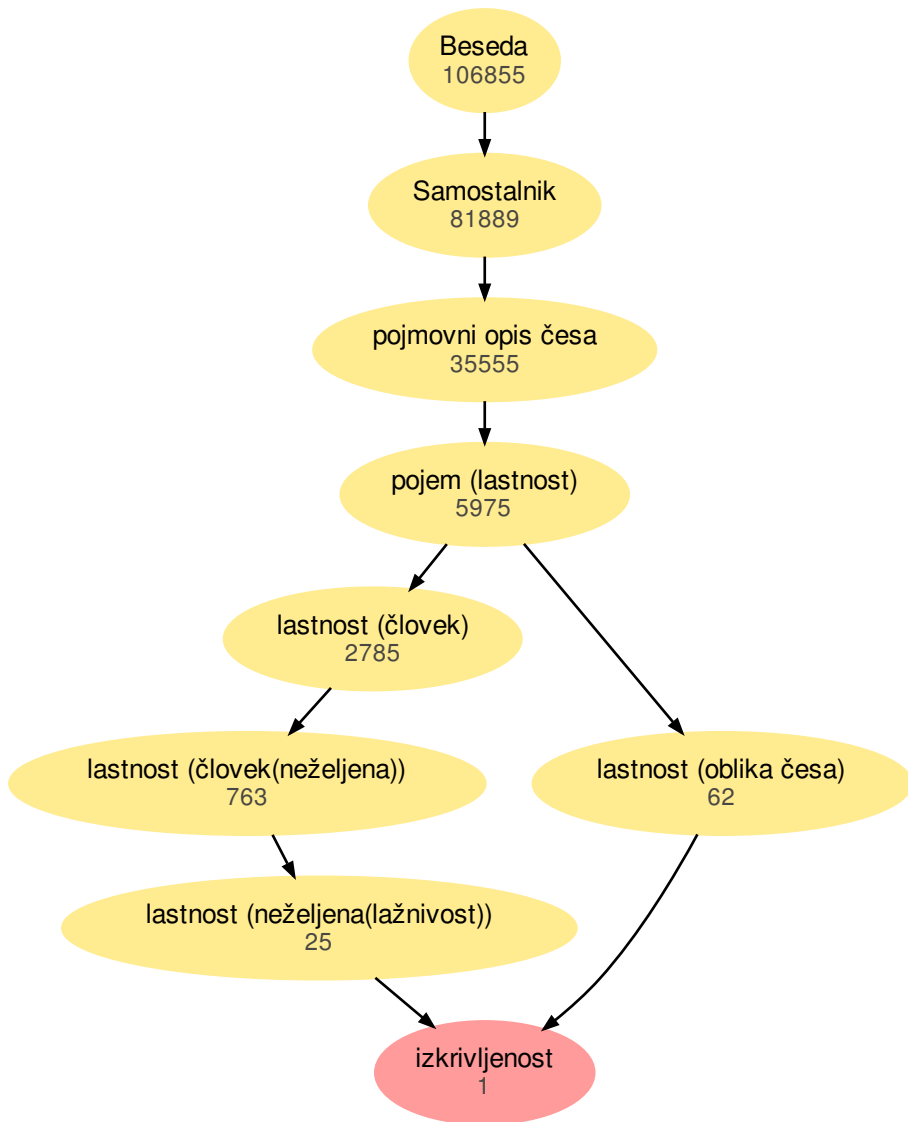 Beseda
106855
Samostalnik
81889
pojmovni opis česa
35555
pojem (lastnost)
5975
lastnost (človek)
2785
lastnost (človek(neželjena))
763
lastnost (oblika česa)
62
lastnost (neželjena(lažnivost))
25
izkrivljenost
1